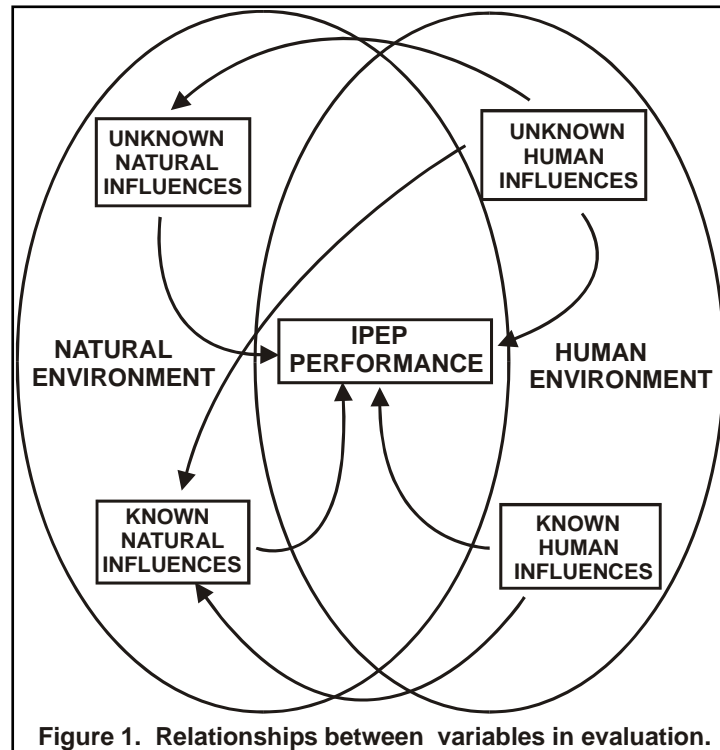 UNKNOWN
NATURAL
INFLUENCES
UNKNOWN
HUMAN
INFLUENCES
NATURAL
ENVIRONMENT
IPEP
PERFORMANCE
HUMAN
ENVIRONMENT
KNOWN
NATURAL
INFLUENCES
KNOWN
HUMAN
INFLUENCES
Figure 1. Relationships between variables in evaluation.